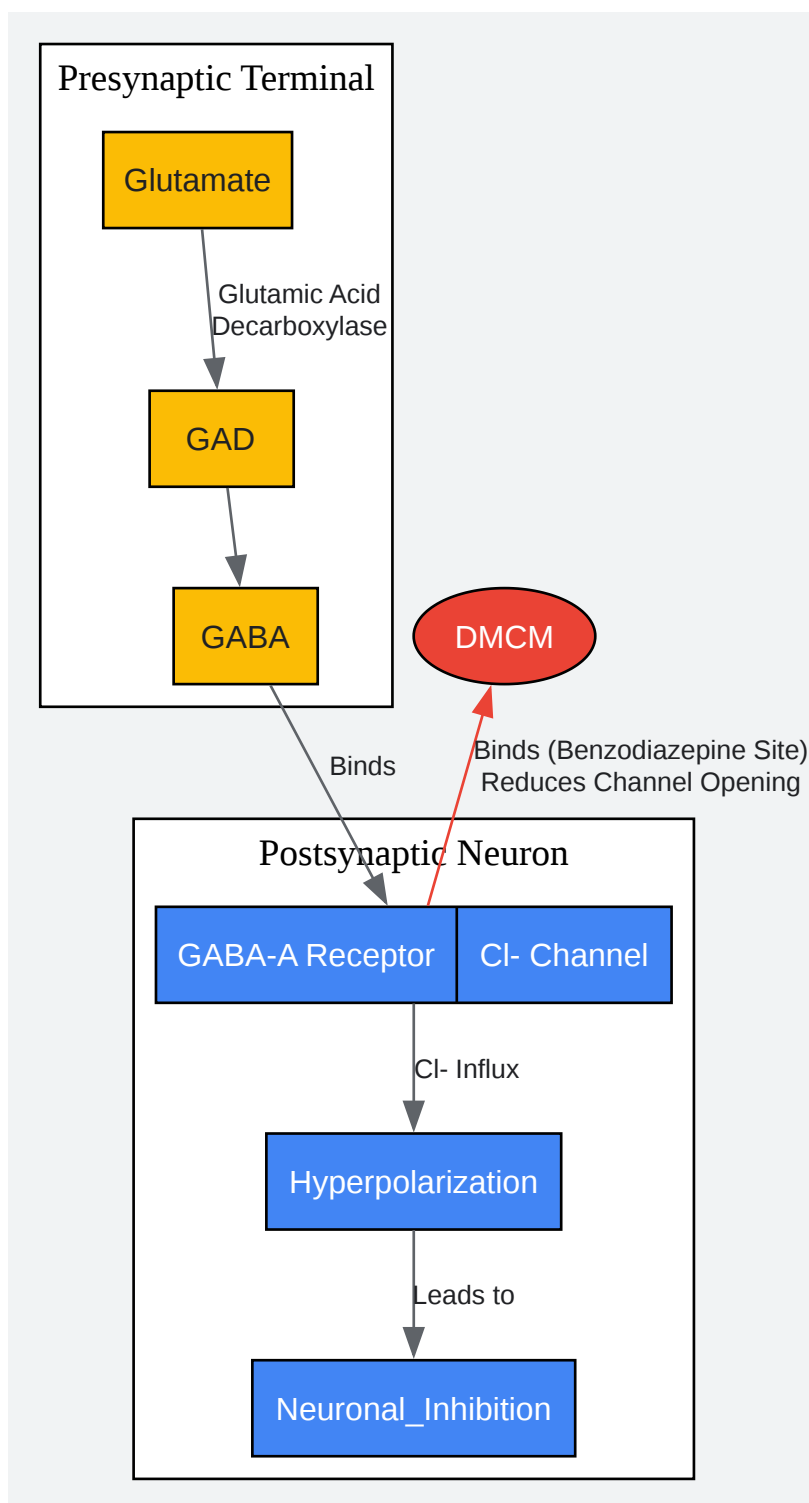 Presynaptic Terminal
Glutamate
Glutamic Acid
Decarboxylase
GAD
GABA
DMCM
Binds
Binds (Benzodiazepine Site)
Reduces Channel Opening
Postsynaptic Neuron
GABA-A Receptor
Cl- Channel
Cl- Influx
Hyperpolarization
Leads to
Neuronal_Inhibition